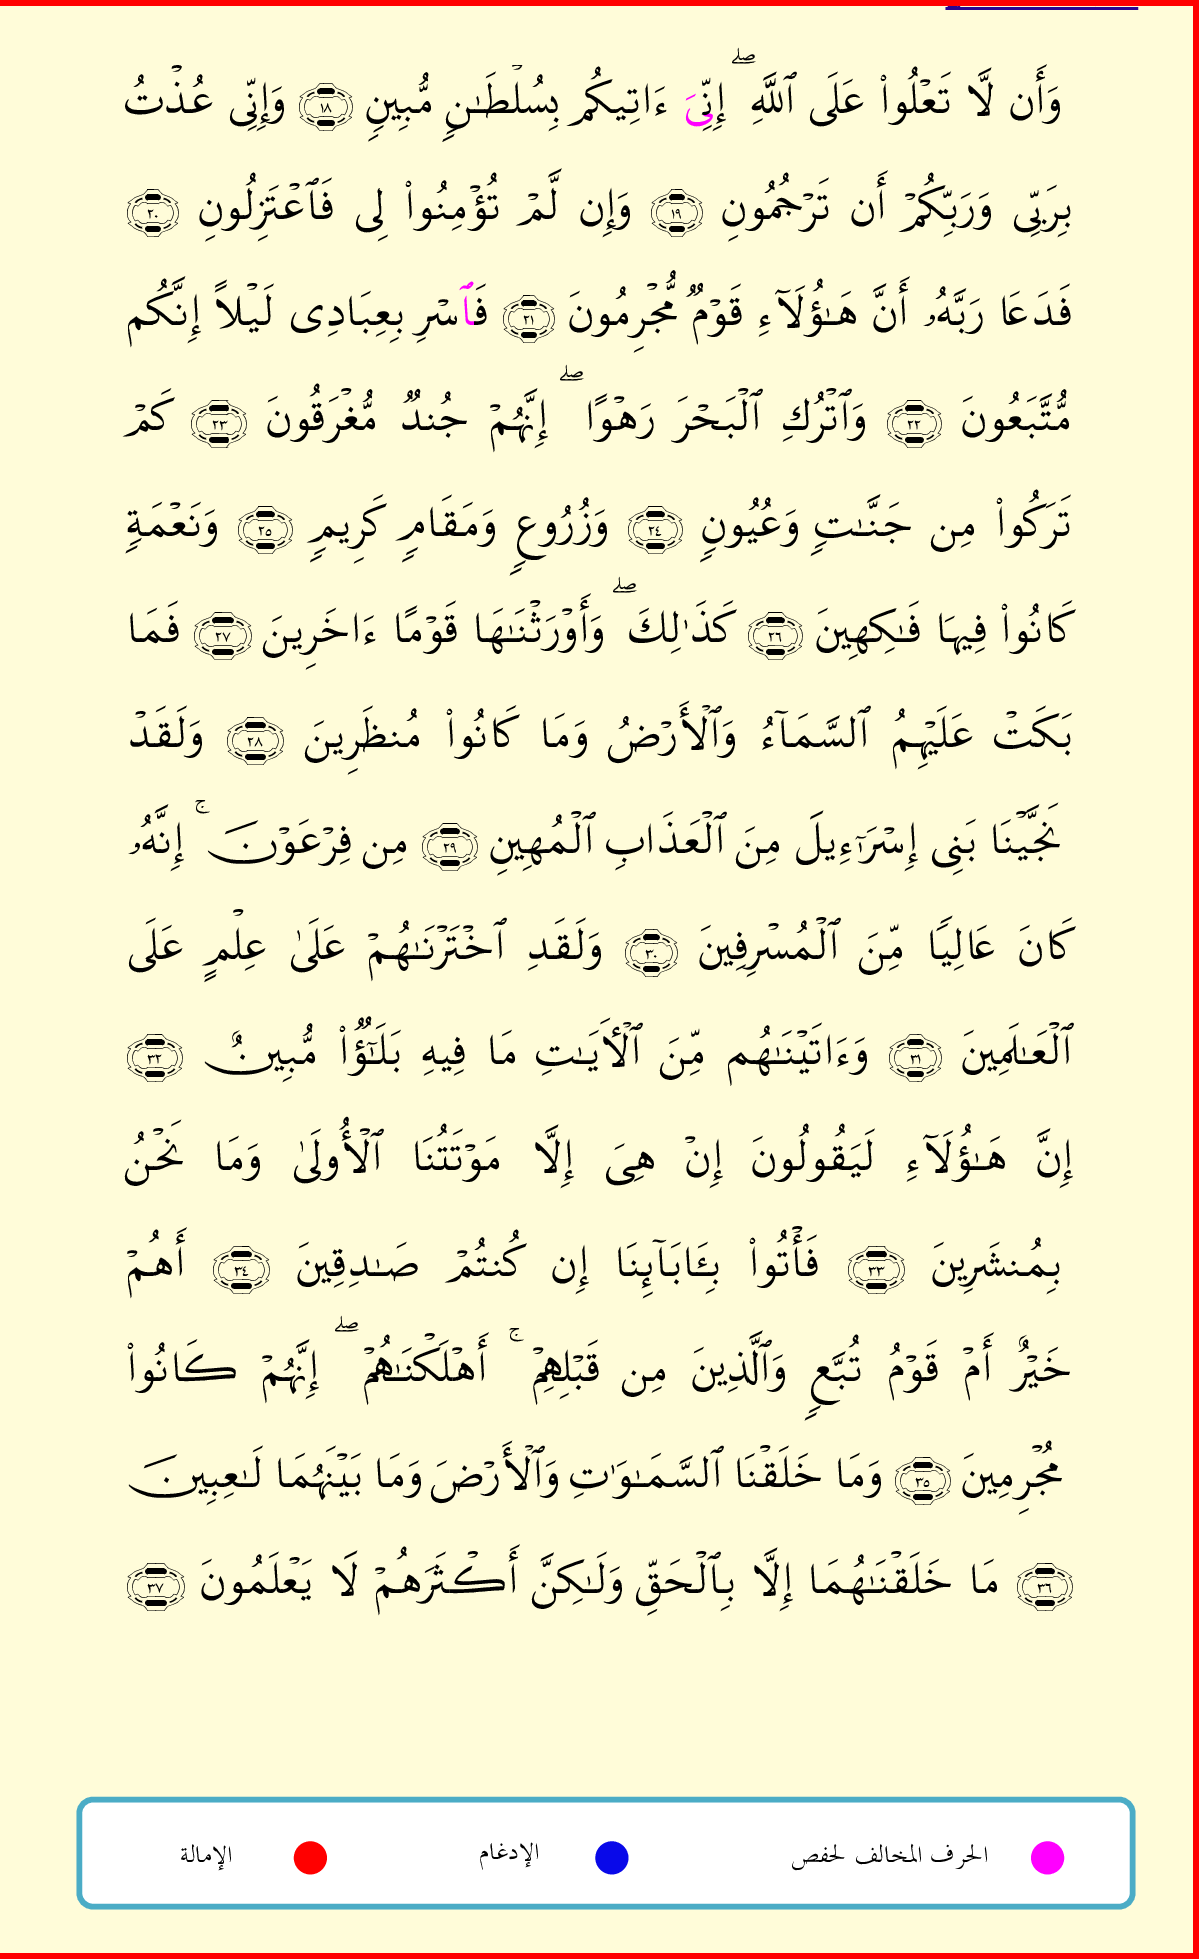 وَأَن لَّا تَعْلُوا۟ عَلَى ٱللَّهِ ۖ إِنِّىَ ءَاتِيكُم بِسُلْطَـٰنٍ مُّبِينٍ ١٨ وَإِنِّى عُذْتُ
بِرَبِّى وَرَبِّكُمْ أَن تَرْجُمُونِ ١٩ وَإِن لَّمْ تُؤْمِنُوا۟ لِى فَٱعْتَزِلُونِ ٢٠
فَدَعَا رَبَّهُۥ أَنَّ هَـٰٓؤُلَآءِ قَوْمٌ مُّجْرِمُونَ ٢١ فَٱسْرِ بِعِبَادِى لَيْلًا إِنَّكُم
مُّتَّبَعُونَ ٢٢ وَٱتْرُكِ ٱلْبَحْرَ رَهْوًا ۖ إِنَّهُمْ جُندٌ مُّغْرَقُونَ ٢٣ كَمْ
تَرَكُوا۟ مِن جَنَّـٰتٍ وَعُيُونٍ ٢٤ وَزُرُوعٍ وَمَقَامٍ كَرِيمٍ ٢٥ وَنَعْمَةٍ
كَانُوا۟ فِيهَا فَـٰكِهِينَ ٢٦ كَذَٰلِكَ ۖ وَأَوْرَثْنَـٰهَا قَوْمًا ءَاخَرِينَ ٢٧ فَمَا
بَكَتْ عَلَيْهِمُ ٱلسَّمَآءُ وَٱلْأَرْضُ وَمَا كَانُوا۟ مُنظَرِينَ ٢٨ وَلَقَدْ
نَجَّيْنَا بَنِى إِسْرَٰٓءِيلَ مِنَ ٱلْعَذَابِ ٱلْمُهِينِ ٢٩ مِن فِرْعَوْنَ ۚ إِنَّهُۥ
كَانَ عَالِيًا مِّنَ ٱلْمُسْرِفِينَ ٣٠ وَلَقَدِ ٱخْتَرْنَـٰهُمْ عَلَىٰ عِلْمٍ عَلَى
ٱلْعَـٰلَمِينَ ٣١ وَءَاتَيْنَـٰهُم مِّنَ ٱلْـَٔايَـٰتِ مَا فِيهِ بَلَـٰٓؤٌا۟ مُّبِينٌ ٣٢
إِنَّ هَـٰٓؤُلَآءِ لَيَقُولُونَ إِنْ هِىَ إِلَّا مَوْتَتُنَا ٱلْأُولَىٰ وَمَا نَحْنُ
بِمُنشَرِينَ ٣٣ فَأْتُوا۟ بِـَٔابَآئِنَا إِن كُنتُمْ صَـٰدِقِينَ ٣٤ أَهُمْ
خَيْرٌ أَمْ قَوْمُ تُبَّعٍ وَٱلَّذِينَ مِن قَبْلِهِمْ ۚ أَهْلَكْنَـٰهُمْ ۖ إِنَّهُمْ كَانُوا۟
مُجْرِمِينَ ٣٥ وَمَا خَلَقْنَا ٱلسَّمَـٰوَٰتِ وَٱلْأَرْضَ وَمَا بَيْنَهُمَا لَـٰعِبِينَ
٣٦ مَا خَلَقْنَـٰهُمَا إِلَّا بِٱلْحَقِّ وَلَـٰكِنَّ أَكْثَرَهُمْ لَا يَعْلَمُونَ ٣٧
الحرف المخالف لحفص الإدغام الإمالة